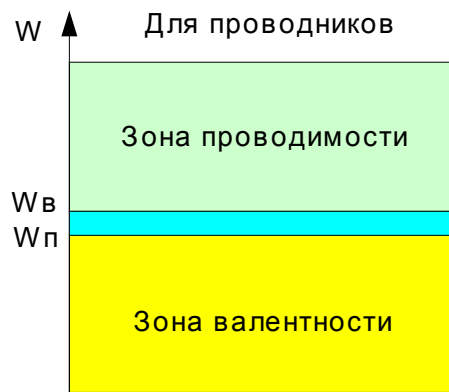 W
Для проводников
Зона проводимости
Wв
Wп
Зона валентности